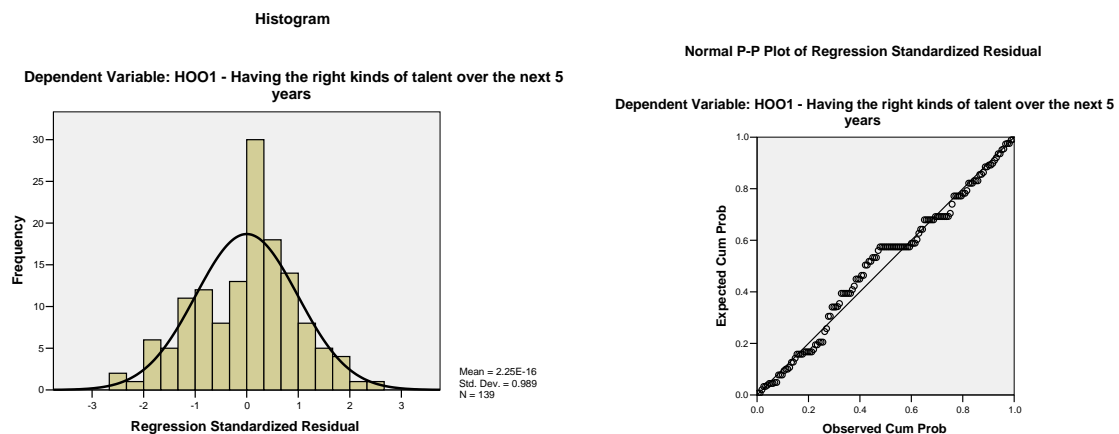 Histogram
Dependent Variable: HOO1 - Having the right kinds of talent over the next 5
years
30
25
20
15
10
5
0
Frequency
-3 -2 -1 0 1 2 3
Regression Standardized Residual
Mean = 2.25E-16
Std. Dev. = 0.989
N = 139
Normal P-P Plot of Regression Standardized Residual
Dependent Variable: HOO1 - Having the right kinds of talent over the next 5
years
1.0
0.8
0.6
0.4
0.2
0.0
Expected Cum Prob
0.0 0.2 0.4 0.6 0.8 1.0
Observed Cum Prob